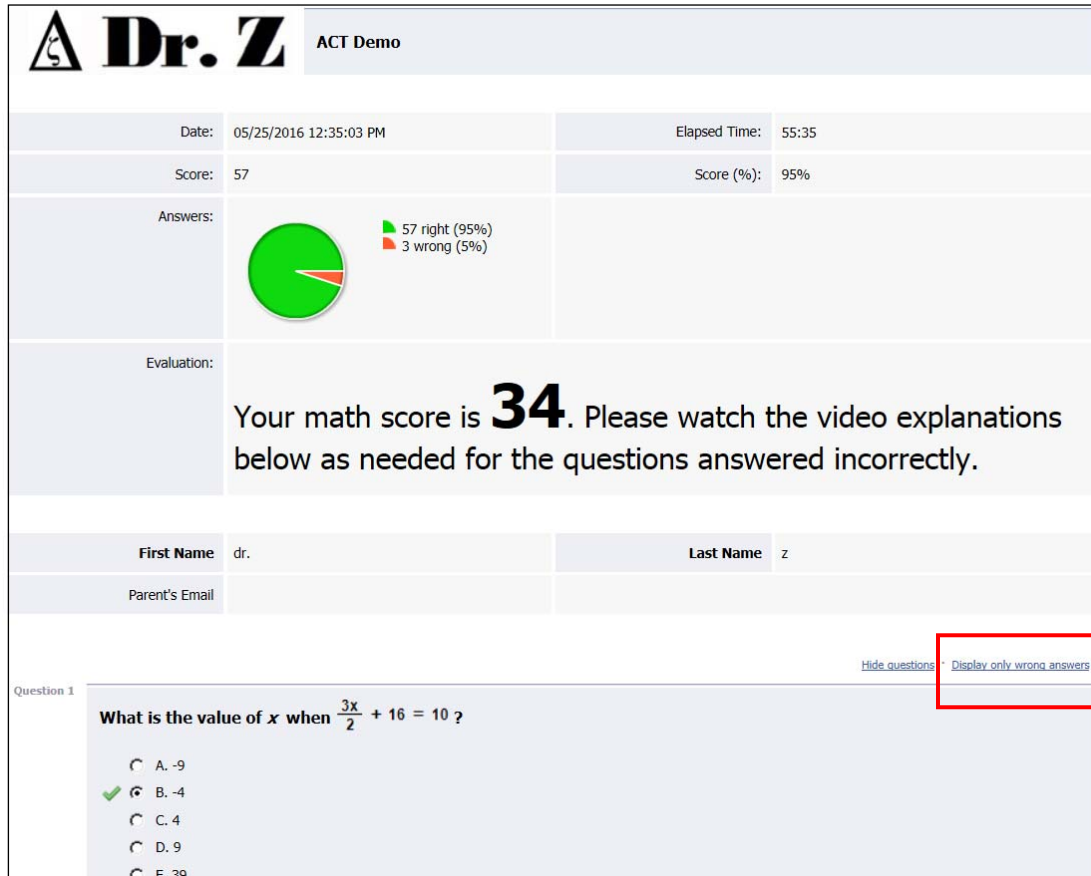 ζ Dr. Z ACT Demo
Date: 05/25/2016 12:35:03 PM Elapsed Time: 55:35
Score: 57 Score (%): 95%
Answers: 57 right (95%)
3 wrong (5%)
Evaluation:
Your math score is 34. Please watch the video explanations
below as needed for the questions answered incorrectly.
First Name dr. Last Name z
Parent's Email
Hide questions · Display only wrong answers
Question 1
What is the value of x when 3x/2 + 16 = 10 ?
A. -9
B. -4
C. 4
D. 9
E. 39